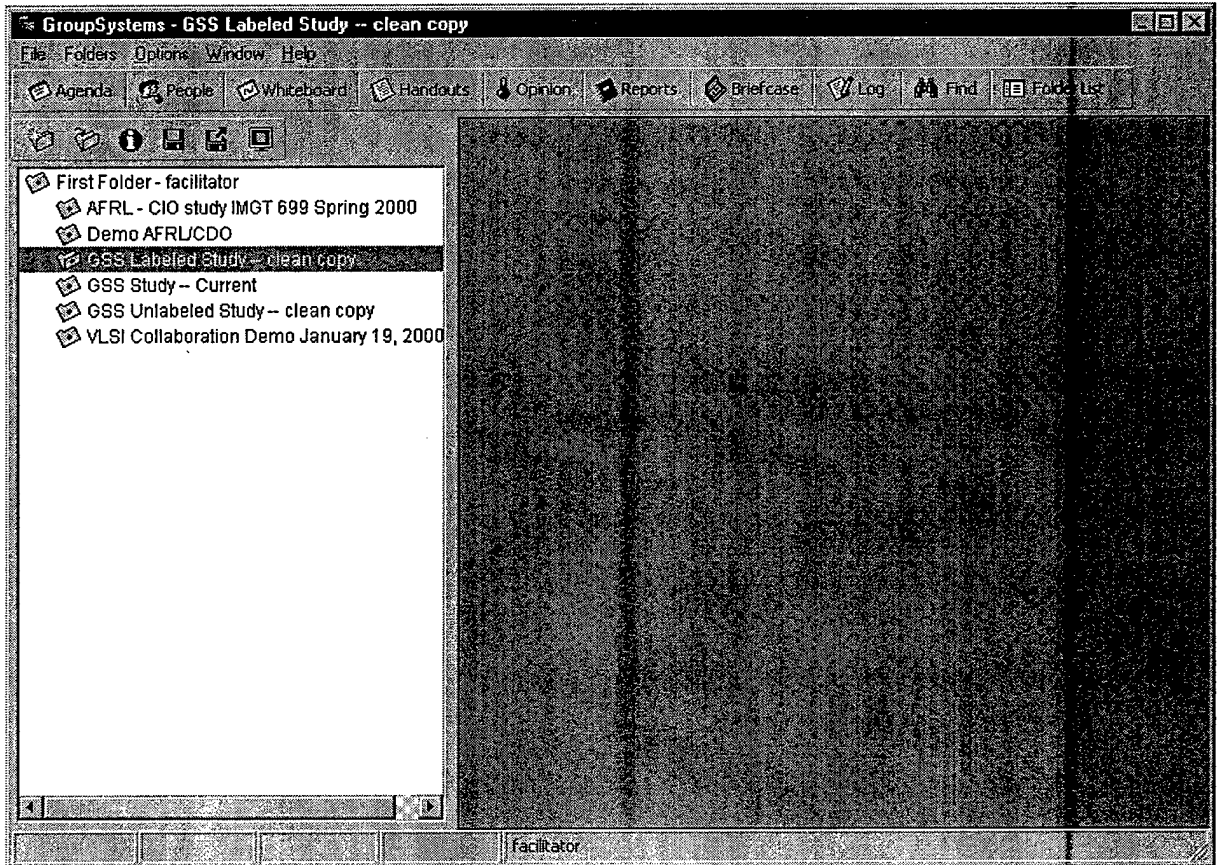 GroupSystems - GSS Labeled Study -- clean copy
File Folders Options Window Help
Agenda People Whiteboard Handouts Opinion Reports Briefcase Log Find Folder List
First Folder - facilitator
AFRL - CIO study IMGT 699 Spring 2000
Demo AFRL/CDO
GSS Labeled Study -- clean copy
GSS Study -- Current
GSS Unlabeled Study -- clean copy
VLSI Collaboration Demo January 19, 2000
facilitator